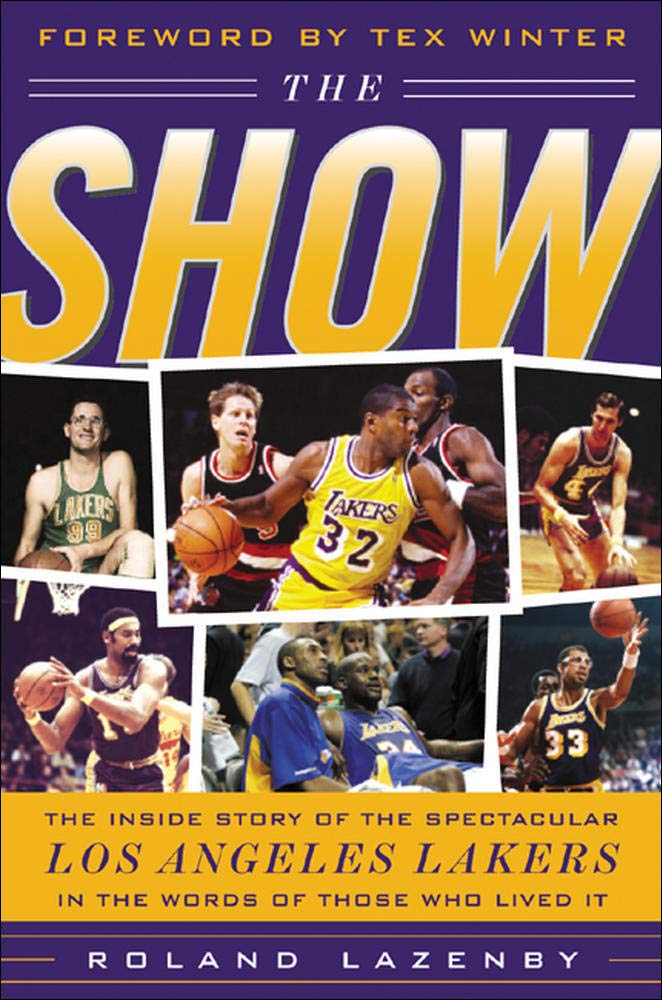 FOREWORD BY TEX WINTER
THE
SHOW
LAKERS
99
LAKERS
32
44
LAKERS
34
LAKERS
33
THE INSIDE STORY OF THE SPECTACULAR
LOS ANGELES LAKERS
IN THE WORDS OF THOSE WHO LIVED IT
ROLAND LAZENBY